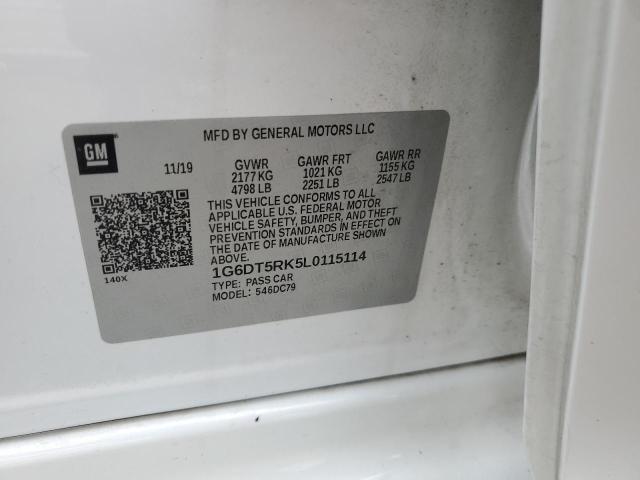 GM
MFD BY GENERAL MOTORS LLC
11/19 GVWR GAWR FRT GAWR RR
2177 KG 1021 KG 1155 KG
4798 LB 2251 LB 2547 LB
THIS VEHICLE CONFORMS TO ALL
APPLICABLE U.S. FEDERAL MOTOR
VEHICLE SAFETY, BUMPER, AND THEFT
PREVENTION STANDARDS IN EFFECT ON
THE DATE OF MANUFACTURE SHOWN
ABOVE.
1G6DT5RK5L0115114
TYPE: PASS CAR
MODEL: 546DC79
140X